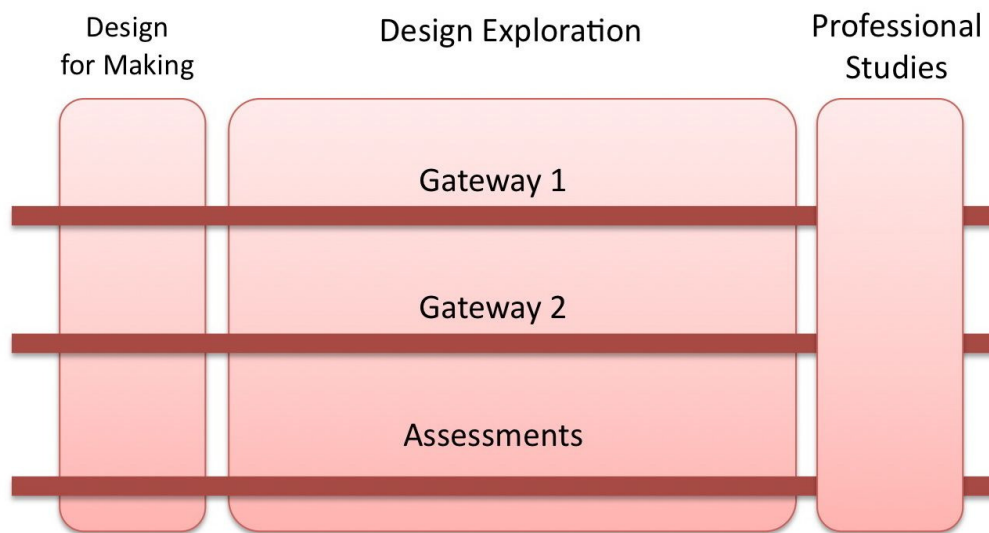 Design
for Making
Design Exploration
Professional
Studies
Gateway 1
Gateway 2
Assessments